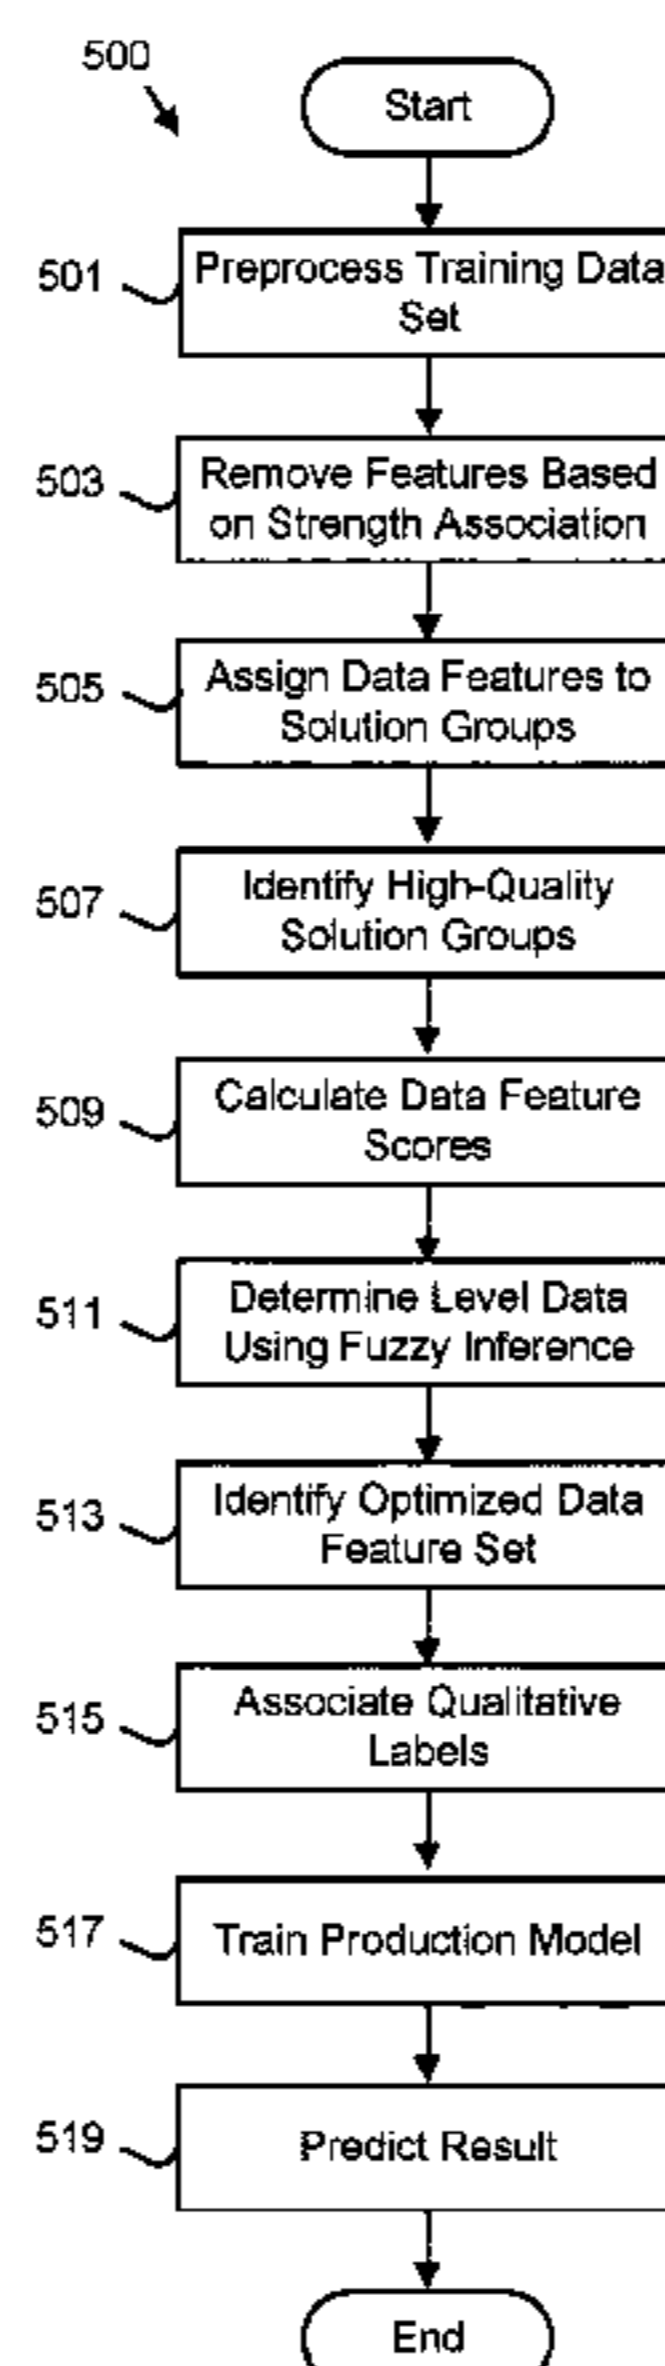 500
Start
501
Preprocess Training Data
Set
503
Remove Features Based
on Strength Association
505
Assign Data Features to
Solution Groups
507
Identify High-Quality
Solution Groups
509
Calculate Data Feature
Scores
511
Determine Level Data
Using Fuzzy Inference
513
Identify Optimized Data
Feature Set
515
Associate Qualitative
Labels
517
Train Production Model
519
Predict Result
End